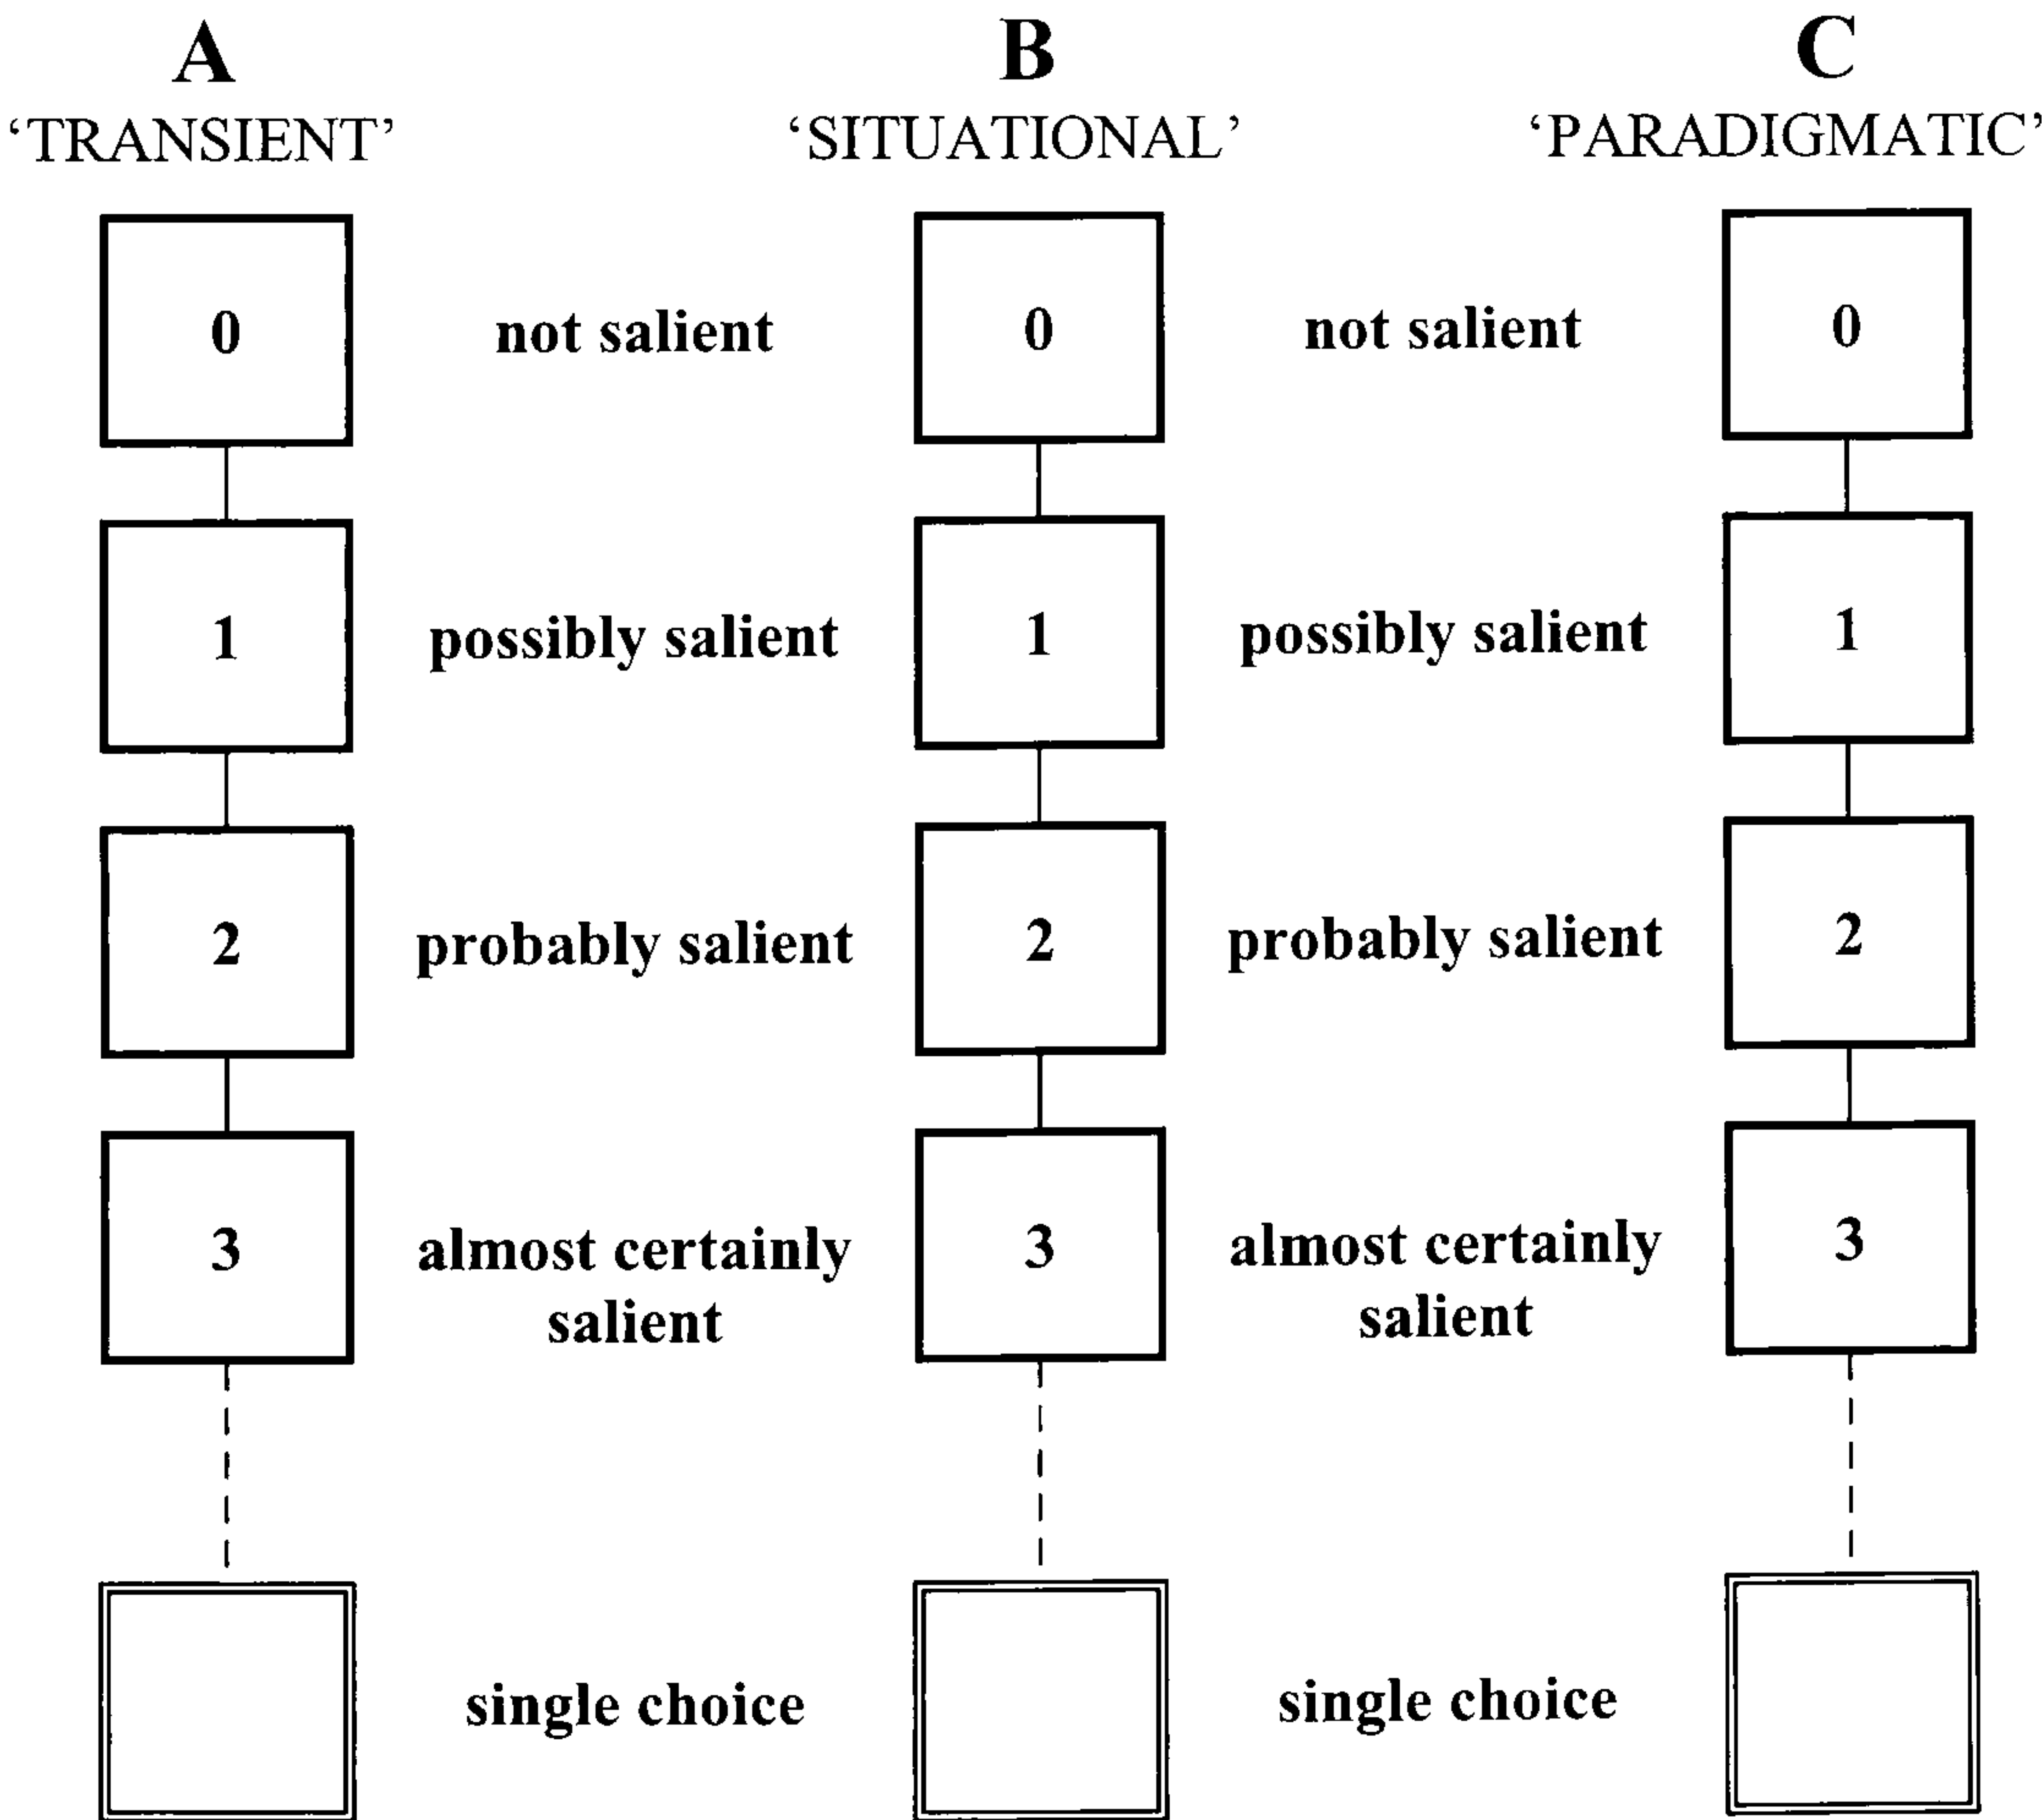 A B C
‘TRANSIENT’ ‘SITUATIONAL’ ‘PARADIGMATIC’
0 not salient 0 not salient 0
1 possibly salient 1 possibly salient 1
2 probably salient 2 probably salient 2
3 almost certainly 3 almost certainly 3
salient salient
single choice single choice